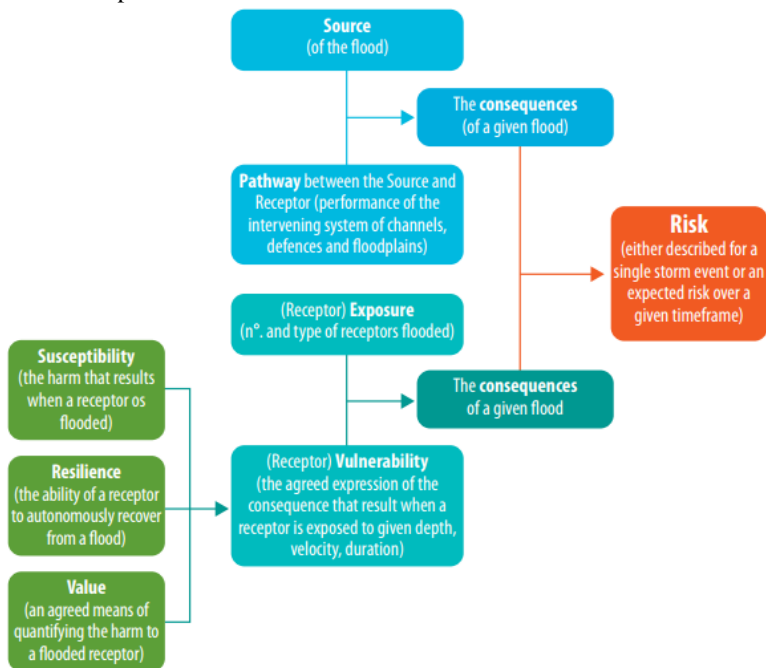 Source
(of the flood)
The consequences
(of a given flood)
Pathway between the Source and
Receptor (performance of the
intervening system of channels,
defences and floodplains)
Risk
(either described for a
single storm event or an
expected risk over a
given timeframe)
(Receptor) Exposure
(n°. and type of receptors flooded)
Susceptibility
(the harm that results
when a receptor os
flooded)
The consequences
of a given flood
(Receptor) Vulnerability
(the agreed expression of the
consequence that result when a
receptor is exposed to given depth,
velocity, duration)
Resilience
(the ability of a receptor
to autonomously recover
from a flood)
Value
(an agreed means of
quantifying the harm to
a flooded receptor)